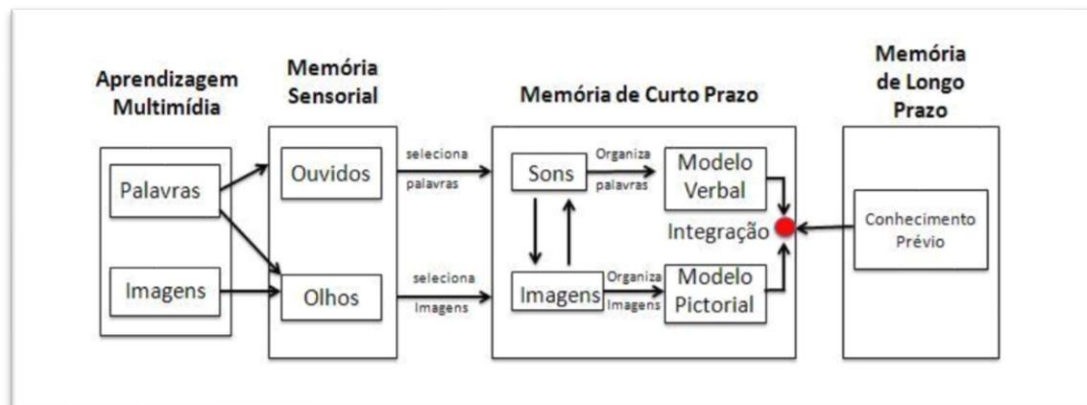 Aprendizagem
Multimídia
Palavras
Imagens
Memória
Sensorial
Ouvidos
Olhos
seleciona
palavras
seleciona
Imagens
Memória de Curto Prazo
Sons
Imagens
Organiza
palavras
Organiza
Imagens
Modelo
Verbal
Integração
Modelo
Pictorial
Memória
de Longo
Prazo
Conhecimento
Prévio